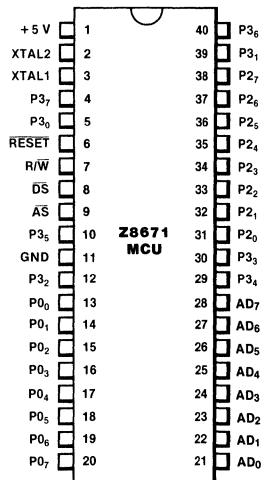 +5 V 1 40 P3₆
XTAL2 2 39 P3₁
XTAL1 3 38 P2₇
P3₇ 4 37 P2₆
P3₀ 5 36 P2₅
R̅E̅S̅E̅T̅ 6 35 P2₄
R/W̅ 7 34 P2₃
D̅S̅ 8 33 P2₂
A̅S̅ 9 32 P2₁
P3₅ 10 Z8671 31 P2₀
GND 11 MCU 30 P3₃
P3₂ 12 29 P3₄
P0₀ 13 28 AD₇
P0₁ 14 27 AD₆
P0₂ 15 26 AD₅
P0₃ 16 25 AD₄
P0₄ 17 24 AD₃
P0₅ 18 23 AD₂
P0₆ 19 22 AD₁
P0₇ 20 21 AD₀